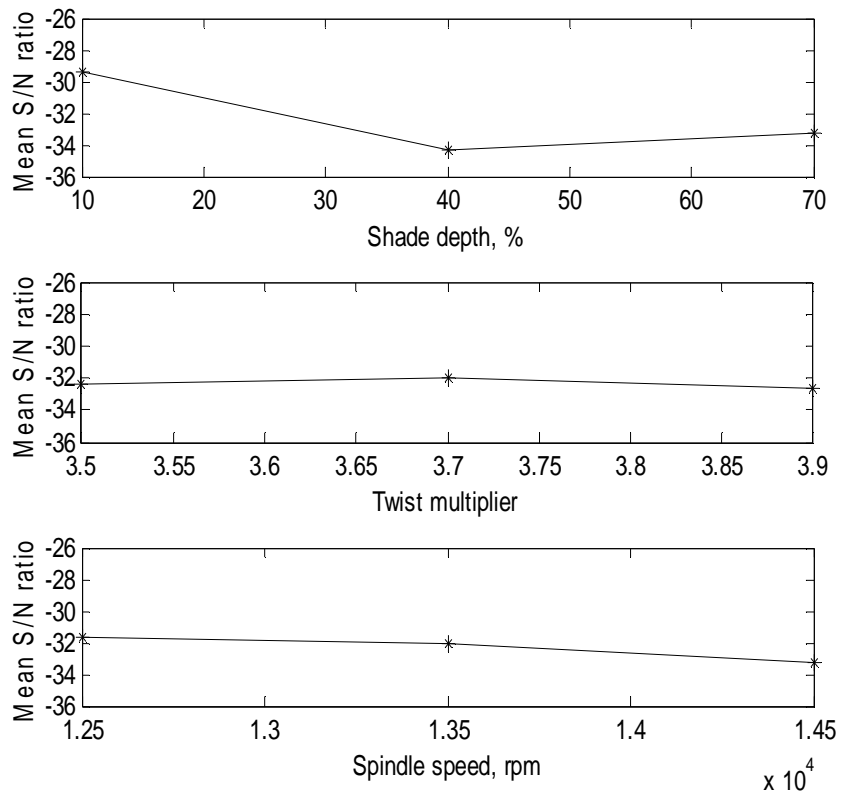 Mean S/N ratio
-26
-28
-30
-32
-34
-36
10 20 30 40 50 60 70
Shade depth, %
Mean S/N ratio
-26
-28
-30
-32
-34
-36
3.5 3.55 3.6 3.65 3.7 3.75 3.8 3.85 3.9
Twist multiplier
Mean S/N ratio
-26
-28
-30
-32
-34
-36
1.25 1.3 1.35 1.4 1.45
Spindle speed, rpm
x 10^4